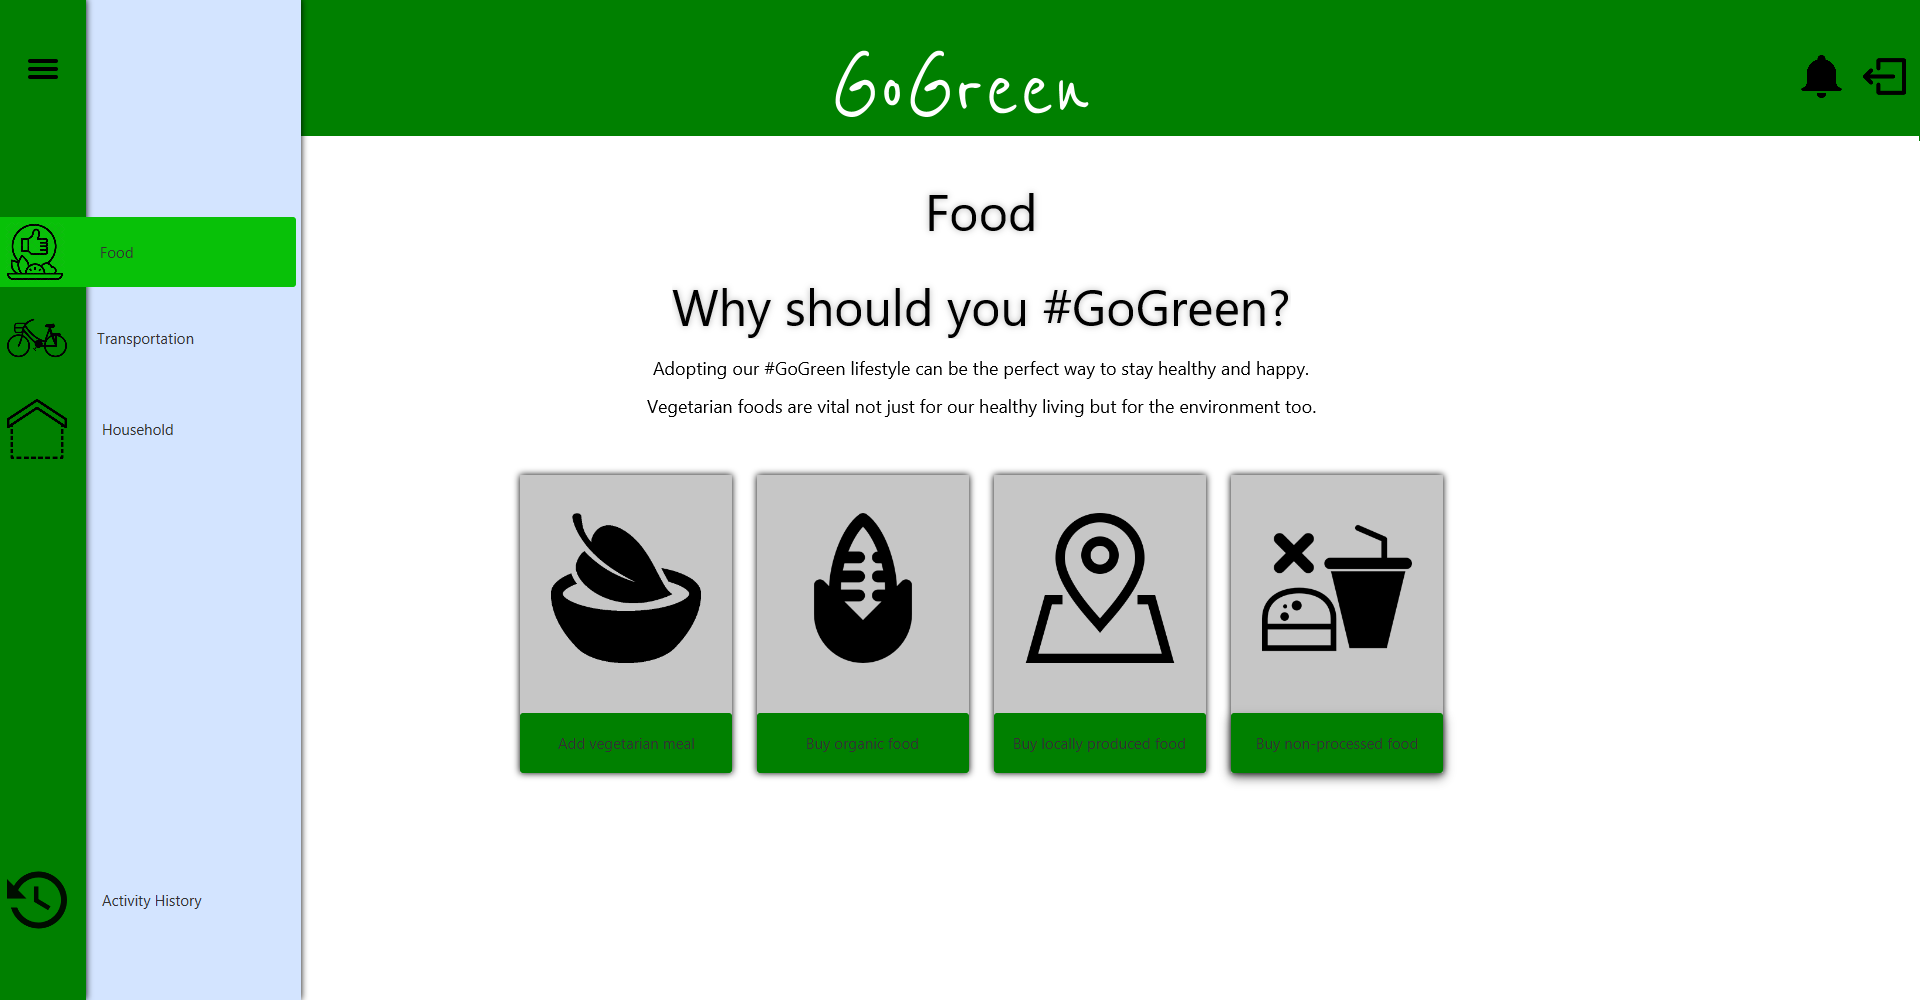 GoGreen
Food
Transportation
Household
Activity History
Food
Why should you #GoGreen?
Adopting our #GoGreen lifestyle can be the perfect way to stay healthy and happy.
Vegetarian foods are vital not just for our healthy living but for the environment too.
Add vegetarian meal
Buy organic food
Buy locally produced food
Buy non-processed food